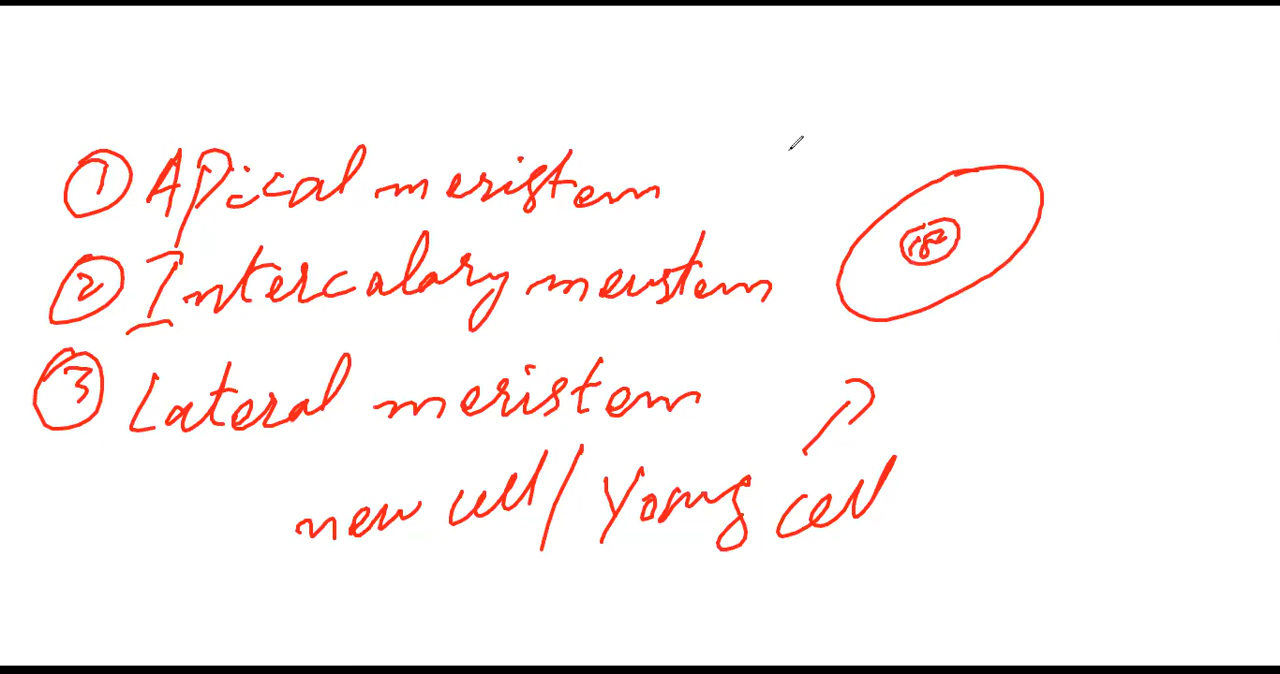 ① Apical meristem
② Intercalary meristem
③ Lateral meristem
new cell/Young cell